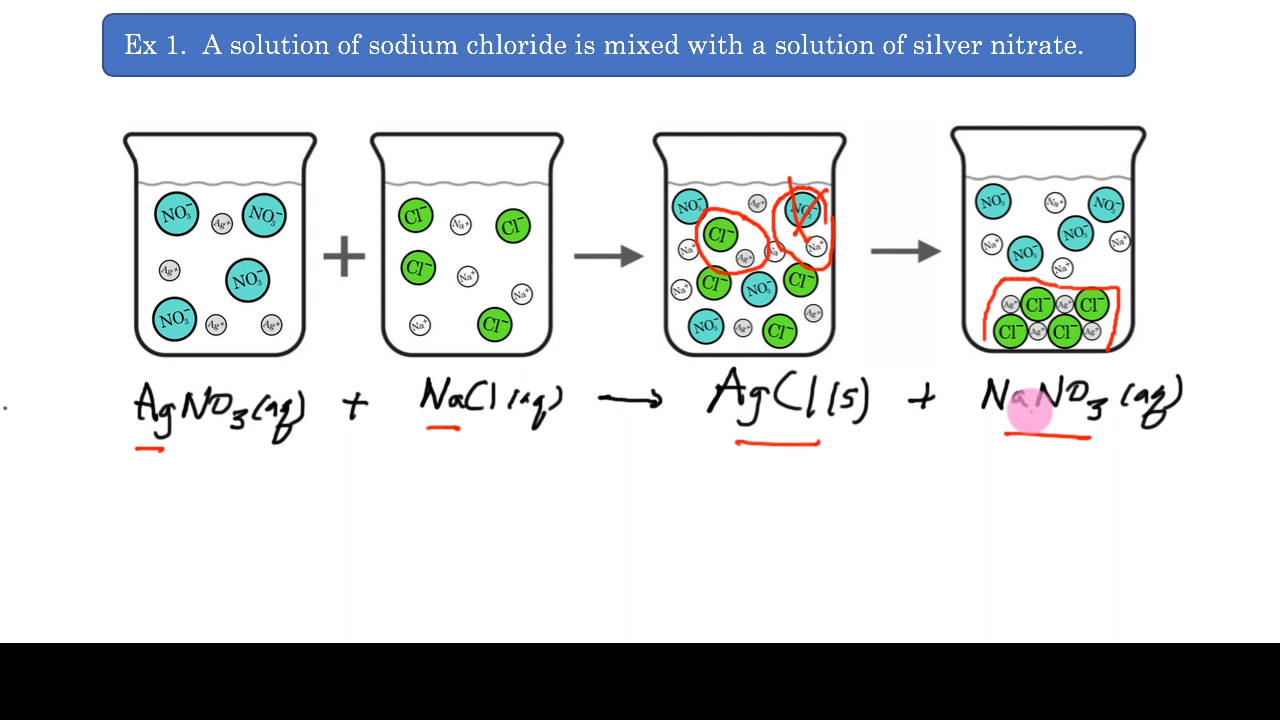 Ex 1. A solution of sodium chloride is mixed with a solution of silver nitrate.
NO₃⁻ Ag⁺ NO₃⁻
Ag⁺ NO₃⁻
NO₃⁻ Ag⁺ Ag⁺
+
Cl⁻ Na⁺ Cl⁻
Cl⁻ Na⁺ Na⁺
Na⁺ Cl⁻
NO₃⁻ Ag⁺ NO₃⁻
Cl⁻
Na⁺ Ag⁺ Na⁺ Na⁺
Na⁺ Cl⁻ NO₃⁻ Cl⁻
NO₃⁻ Ag⁺ Cl⁻ Ag⁺
NO₃⁻ Na⁺ NO₃⁻
Na⁺ NO₃⁻ NO₃⁻ Na⁺
Na⁺
Ag⁺ Cl⁻ Ag⁺ Cl⁻
Cl⁻ Ag⁺ Cl⁻ Ag⁺
AgNO₃(aq) + NaCl(aq) → AgCl(s) + NaNO₃(aq)